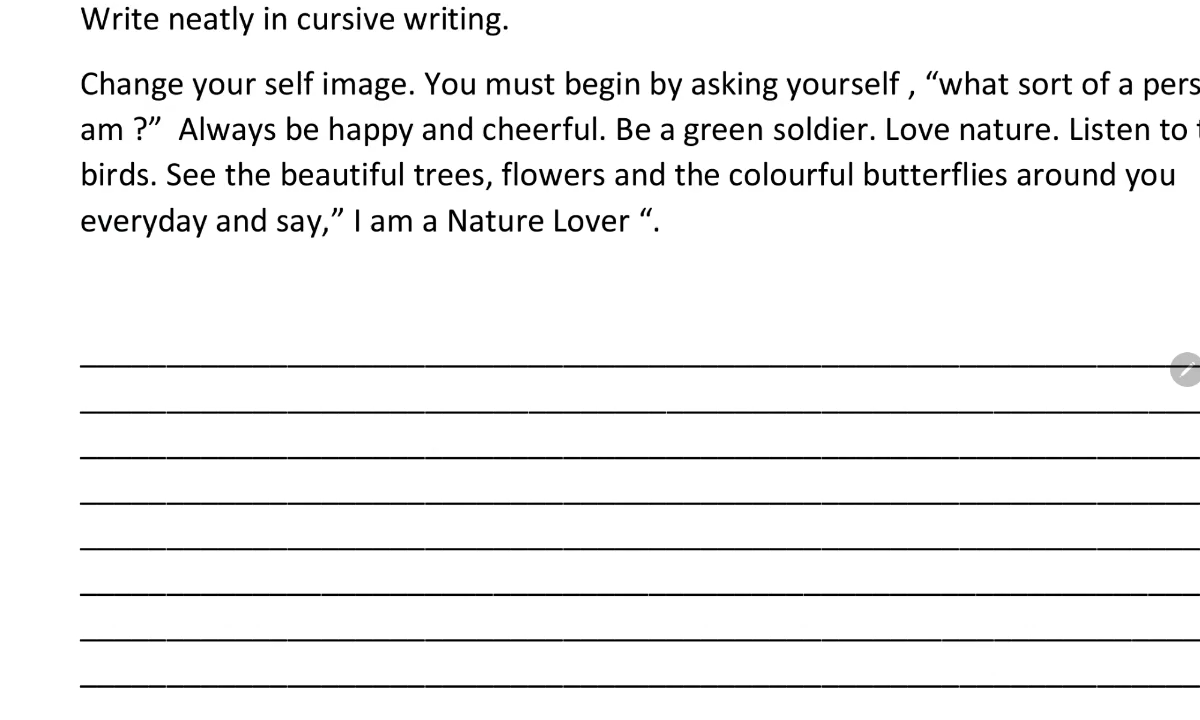 Write neatly in cursive writing.
Change your self image. You must begin by asking yourself , “what sort of a
am ?”  Always be happy and cheerful. Be a green soldier. Love nature. Listen to
birds. See the beautiful trees, flowers and the colourful butterflies around you
everyday and say,” I am a Nature Lover “.